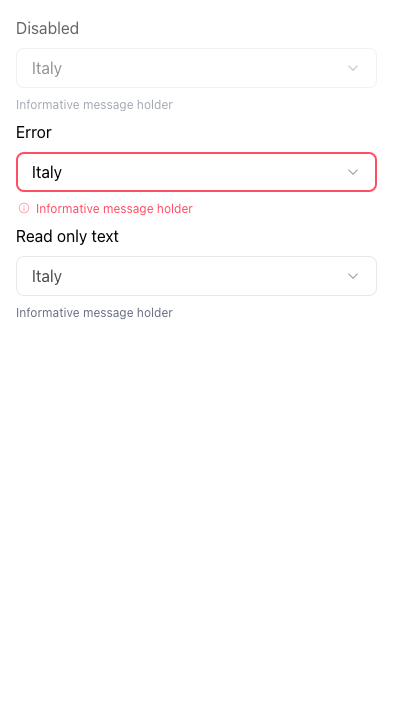 Disabled
Italy
Informative message holder
Error
Italy
Informative message holder
Read only text
Italy
Informative message holder